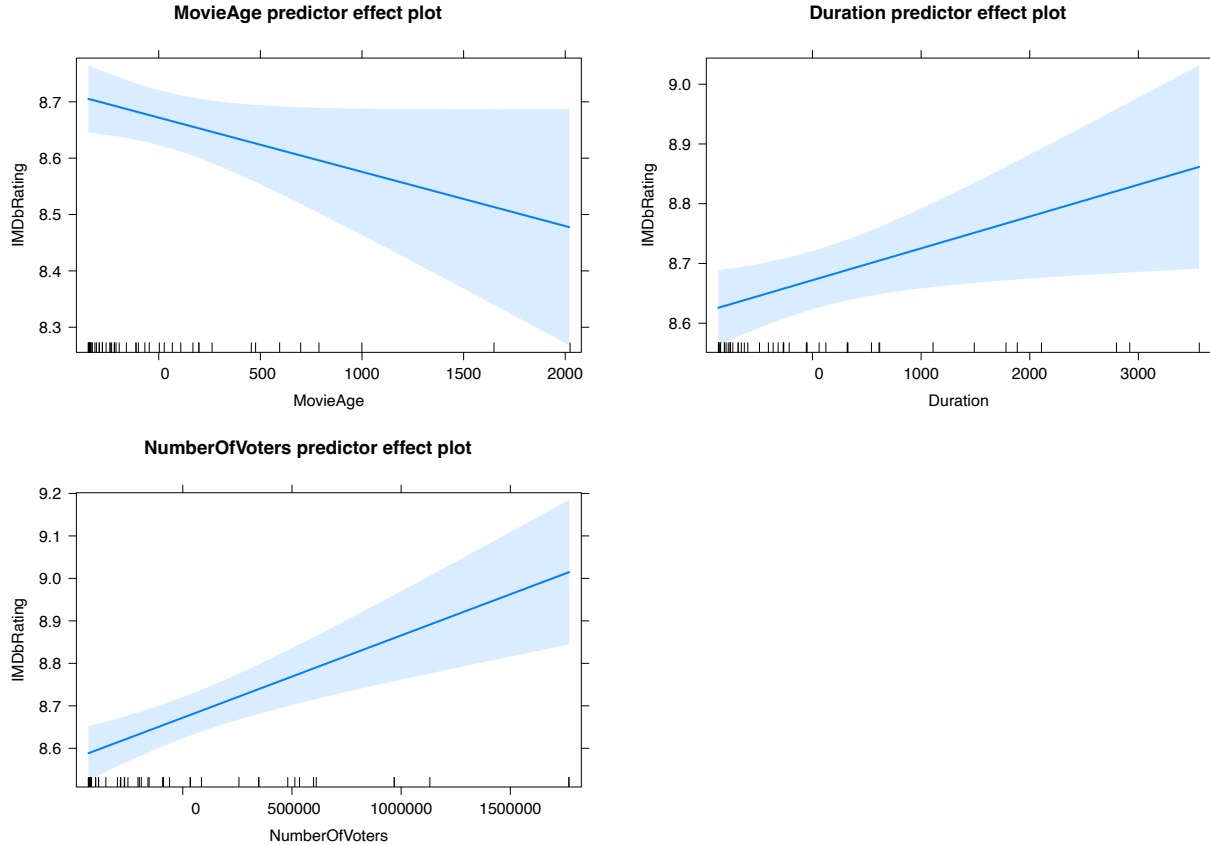 MovieAge predictor effect plot
IMDbRating
8.7
8.6
8.5
8.4
8.3
0 500 1000 1500 2000
MovieAge
Duration predictor effect plot
IMDbRating
9.0
8.9
8.8
8.7
8.6
0 1000 2000 3000
Duration
NumberOfVoters predictor effect plot
IMDbRating
9.2
9.1
9.0
8.9
8.8
8.7
8.6
0 500000 1000000 1500000
NumberOfVoters